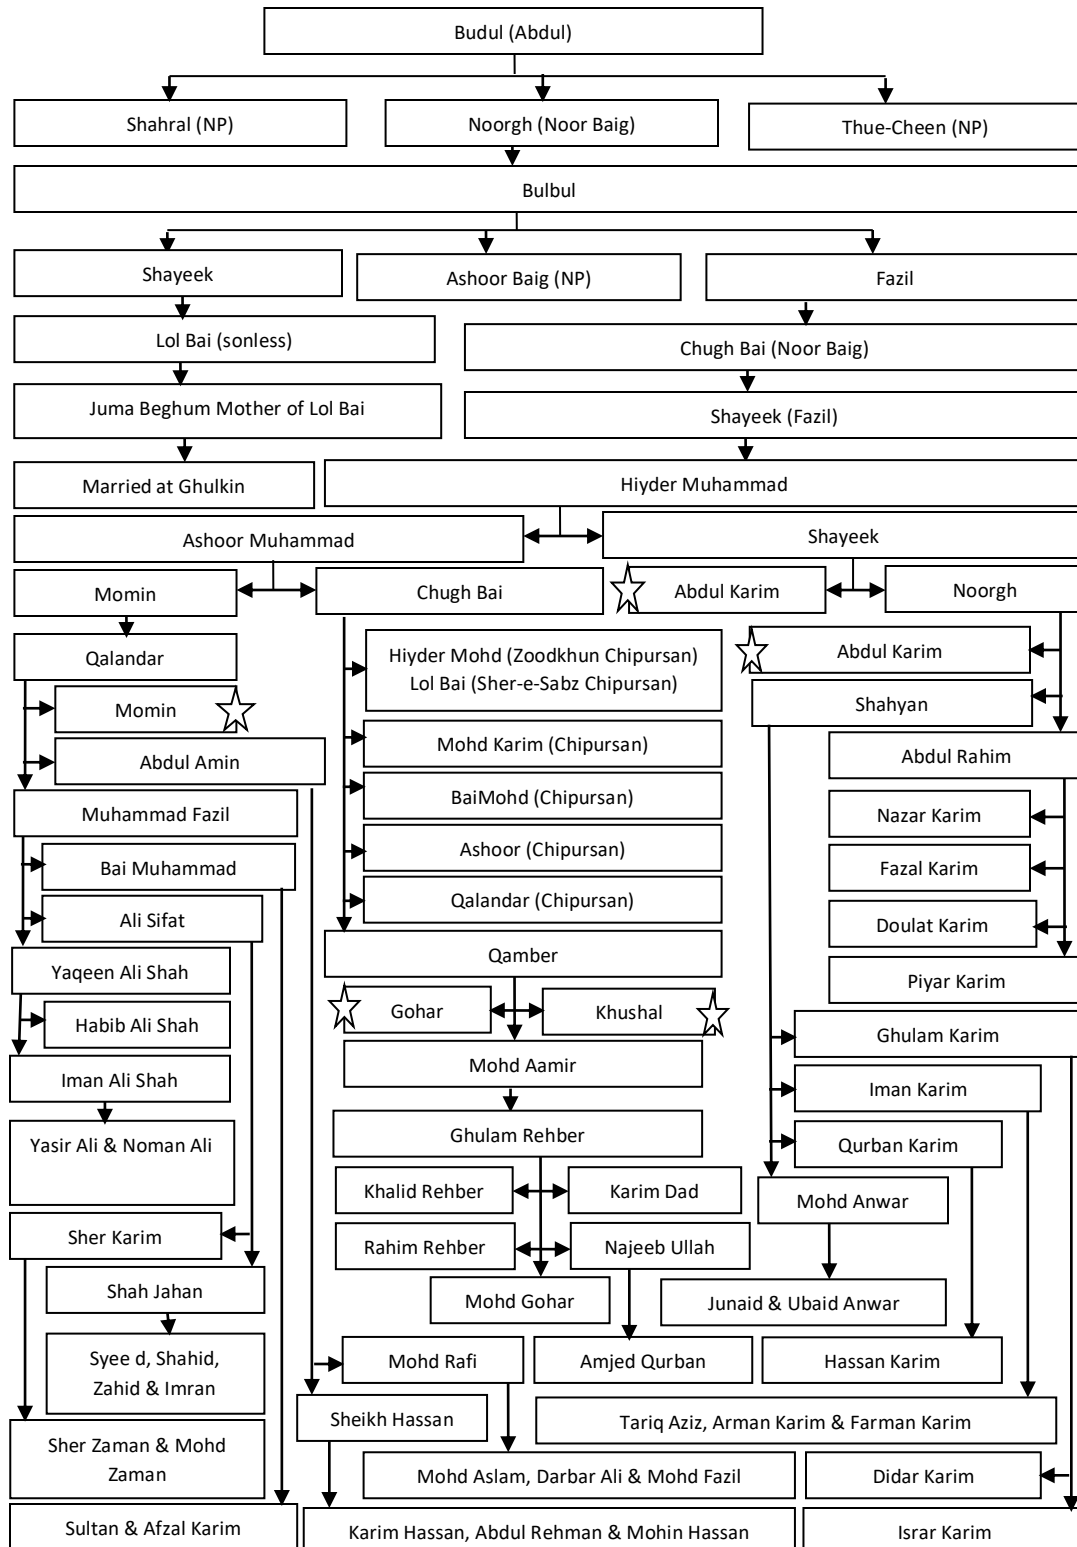 Budul (Abdul)
Shahral (NP)
Noorgh (Noor Baig)
Thue-Cheen (NP)
Bulbul
Shayeek
Ashoor Baig (NP)
Fazil
Lol Bai (sonless)
Chugh Bai (Noor Baig)
Juma Beghum Mother of Lol Bai
Shayeek (Fazil)
Married at Ghulkin
Hiyder Muhammad
Ashoor Muhammad
Shayeek
Momin
Chugh Bai
Abdul Karim
Noorgh
Qalandar
Hiyder Mohd (Zoodkhun Chipursan)
Lol Bai (Sher-e-Sabz Chipursan)
Abdul Karim
Momin
Shahyan
Abdul Amin
Mohd Karim (Chipursan)
Abdul Rahim
Muhammad Fazil
BaiMohd (Chipursan)
Nazar Karim
Bai Muhammad
Ashoor (Chipursan)
Fazal Karim
Ali Sifat
Qalandar (Chipursan)
Doulat Karim
Yaqeen Ali Shah
Qamber
Piyar Karim
Habib Ali Shah
Gohar
Khushal
Ghulam Karim
Iman Ali Shah
Mohd Aamir
Iman Karim
Yasir Ali & Noman Ali
Ghulam Rehber
Qurban Karim
Khalid Rehber
Karim Dad
Mohd Anwar
Sher Karim
Rahim Rehber
Najeeb Ullah
Shah Jahan
Mohd Gohar
Junaid & Ubaid Anwar
Syee d, Shahid,
Zahid & Imran
Mohd Rafi
Amjed Qurban
Hassan Karim
Sheikh Hassan
Tariq Aziz, Arman Karim & Farman Karim
Sher Zaman & Mohd
Zaman
Mohd Aslam, Darbar Ali & Mohd Fazil
Didar Karim
Sultan & Afzal Karim
Karim Hassan, Abdul Rehman & Mohin Hassan
Israr Karim